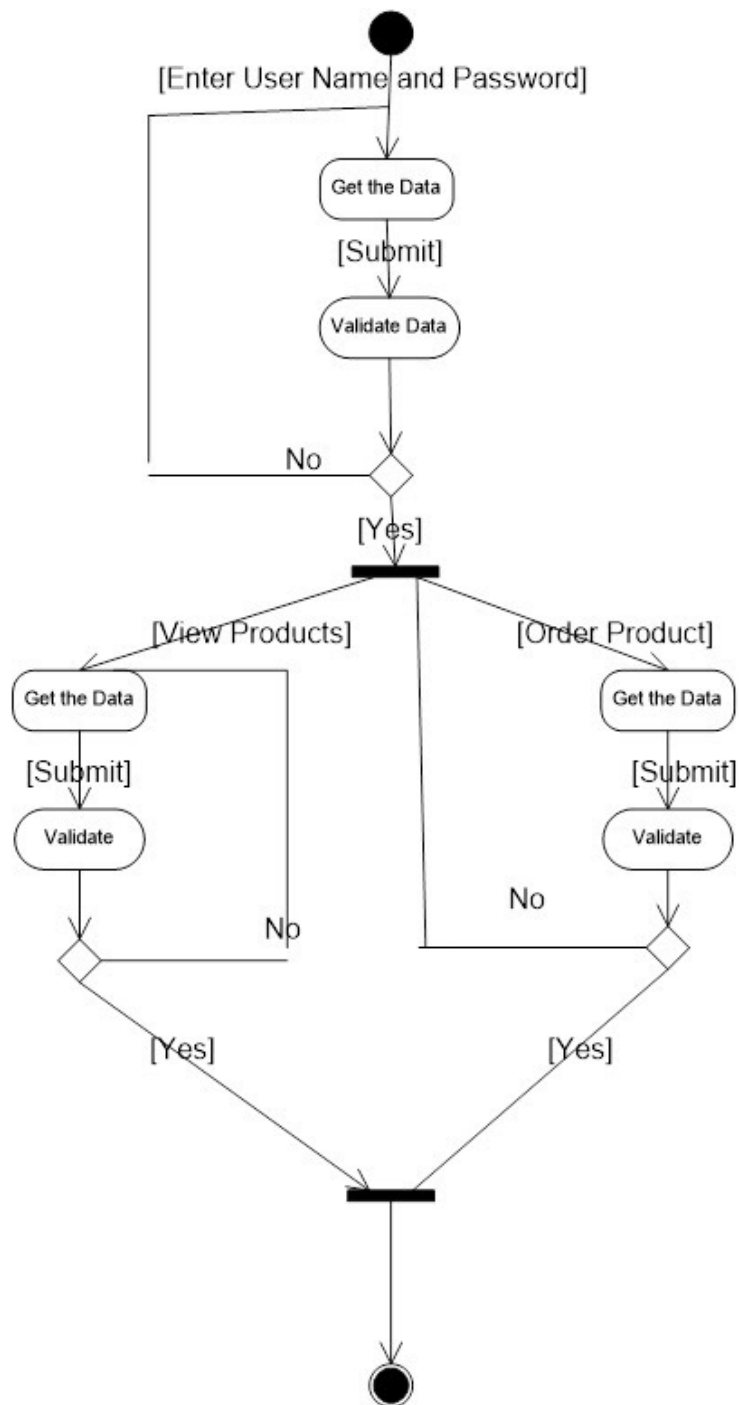 [Enter User Name and Password]
Get the Data
[Submit]
Validate Data
No
[Yes]
[View Products]
[Order Product]
Get the Data
Get the Data
[Submit]
[Submit]
Validate
Validate
No
No
[Yes]
[Yes]